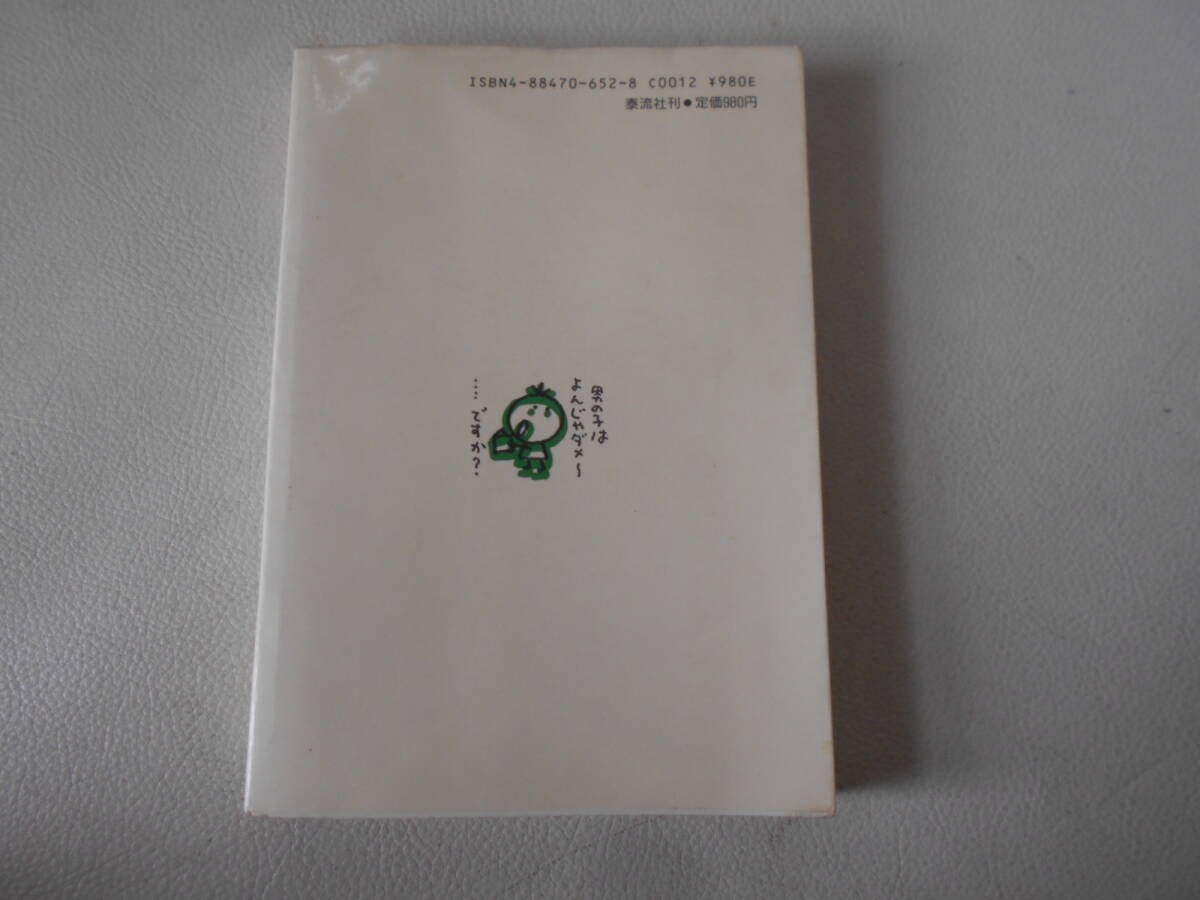 ISBN4-88470-652-8 C0012 ¥980E
泰流社刊●定価980円
男の子は
よんじゃダメ〜
‥‥ですか?